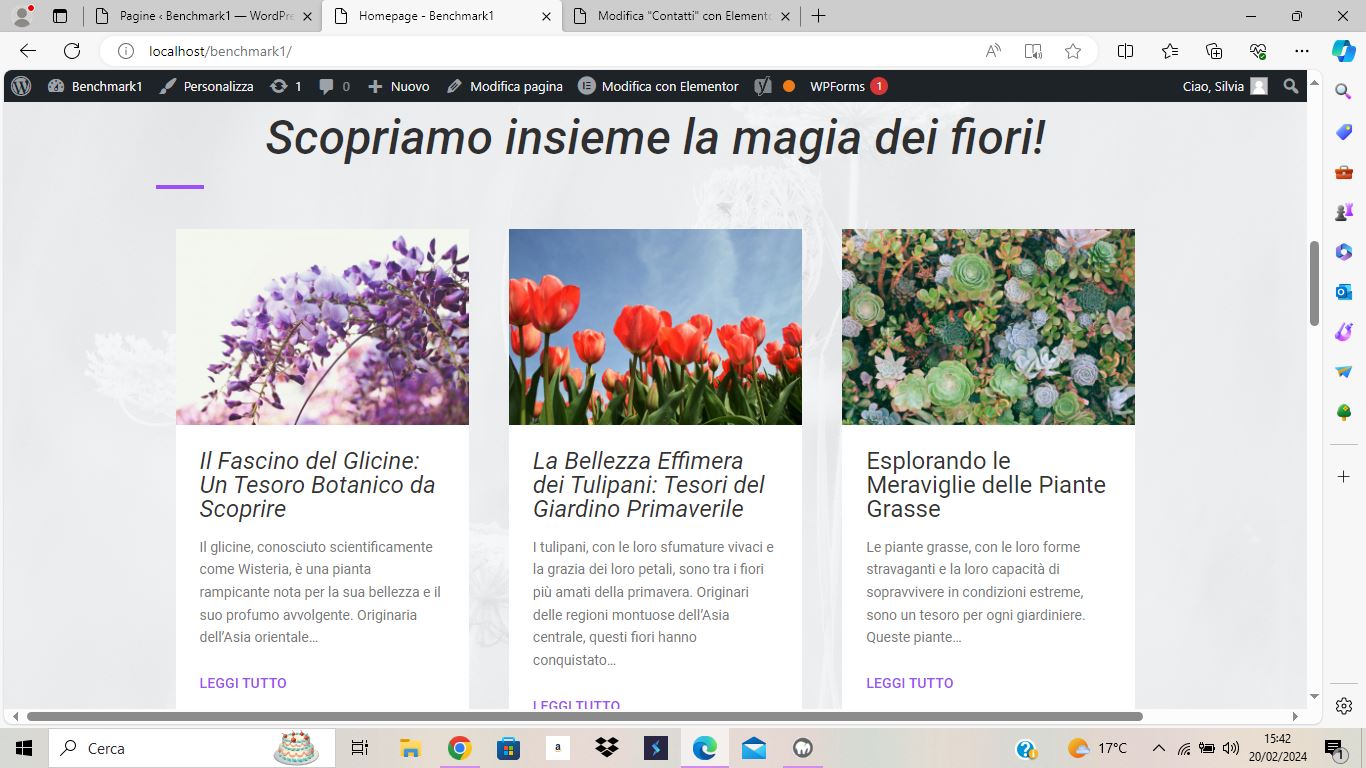 Pagine ‹ Benchmark1 — WordPre
Homepage - Benchmark1
Modifica "Contatti" con Elemento
localhost/benchmark1/
Benchmark1
Personalizza
1
0
Nuovo
Modifica pagina
Modifica con Elementor
WPForms 1
Ciao, Silvia
Scopriamo insieme la magia dei fiori!
Il Fascino del Glicine:
Un Tesoro Botanico da
Scoprire
Il glicine, conosciuto scientificamente
come Wisteria, è una pianta
rampicante nota per la sua bellezza e il
suo profumo avvolgente. Originaria
dell’Asia orientale…
LEGGI TUTTO
La Bellezza Effimera
dei Tulipani: Tesori del
Giardino Primaverile
I tulipani, con le loro sfumature vivaci e
la grazia dei loro petali, sono tra i fiori
più amati della primavera. Originari
delle regioni montuose dell’Asia
centrale, questi fiori hanno
conquistato…
LEGGI TUTTO
Esplorando le
Meraviglie delle Piante
Grasse
Le piante grasse, con le loro forme
stravaganti e la loro capacità di
sopravvivere in condizioni estreme,
sono un tesoro per ogni giardiniere.
Queste piante…
LEGGI TUTTO
Cerca
a
17°C
15:42
20/02/2024
1